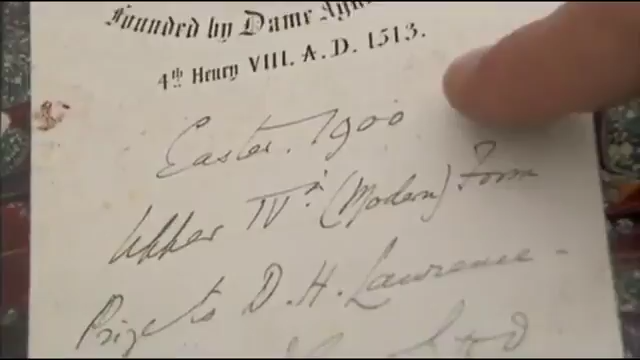 Founded by Dame
4th Henry VIII. A.D. 1513.
Easter. 1900
Upper IVth (Modern) Form
Prize to D. H. Lawrence -